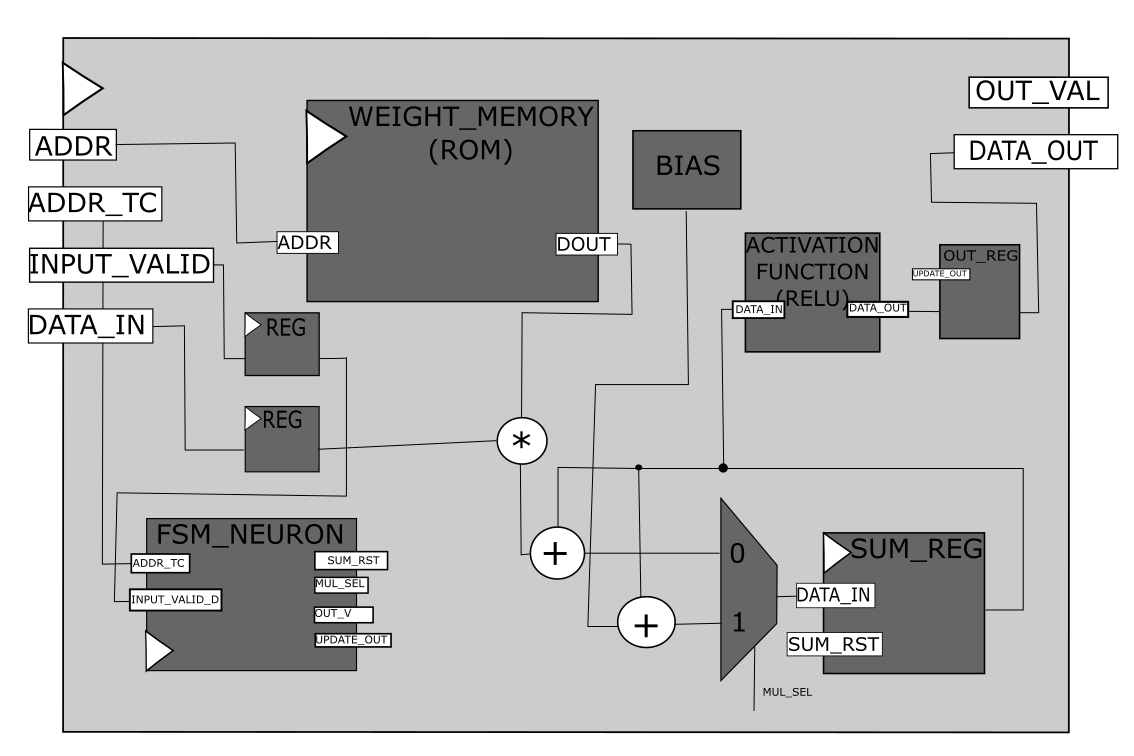 OUT_VAL
WEIGHT_MEMORY
(ROM)
ADDR
DATA_OUT
BIAS
ADDR_TC
ADDR
DOUT
ACTIVATION
FUNCTION
(RELU)
INPUT_VALID
OUT_REG
UPDATE_OUT
DATA_IN
DATA_OUT
DATA_IN
REG
REG
*
FSM_NEURON
ADDR_TC
SUM_RST
MUL_SEL
INPUT_VALID_D
OUT_V
UPDATE_OUT
+
+
0
1
SUM_REG
DATA_IN
SUM_RST
MUL_SEL